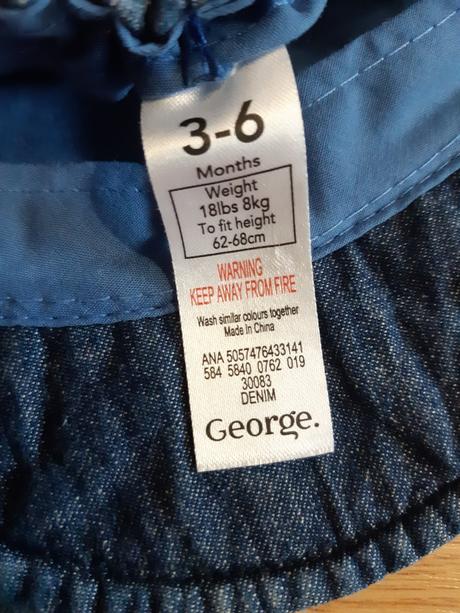 3-6
Months
Weight
18lbs 8kg
To fit height
62-68cm
WARNING
KEEP AWAY FROM FIRE
Wash similar colours together
Made In China
ANA 5057476433141
584 5840 0762 019
30083
DENIM
George.